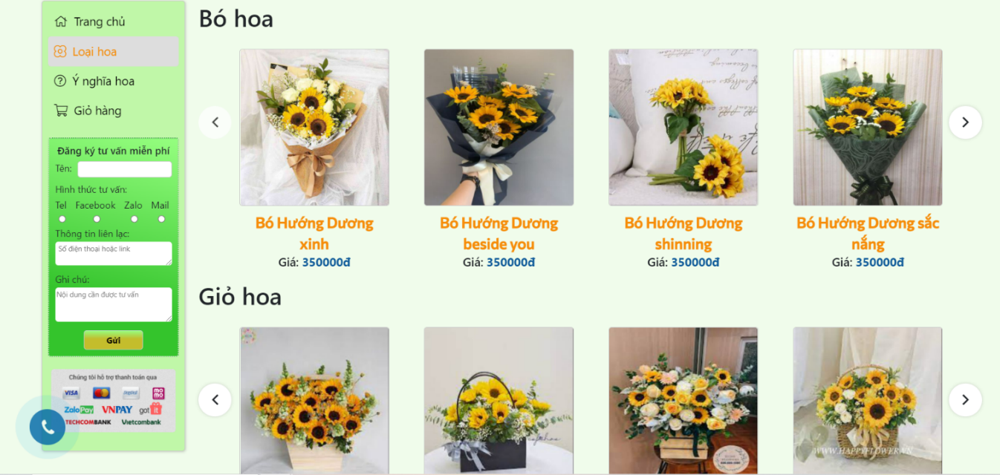 Trang chủ
Loại hoa
Ý nghĩa hoa
Giỏ hàng
Đăng ký tư vấn miễn phí
Tên:
Hình thức tư vấn:
Tel Facebook Zalo Mail
Thông tin liên lạc:
Số điện thoại hoặc link
Ghi chú:
Nội dung cần được tư vấn
Gửi
Chúng tôi hỗ trợ thanh toán qua
VISA
MasterCard
PayPal
MOMO
ZaloPay VNPAY got it
TECHCOMBANK Vietcombank
Bó hoa
Bó Hướng Dương
xinh
Giá: 350000đ
Bó Hướng Dương
beside you
Giá: 350000đ
Bó Hướng Dương
shinning
Giá: 350000đ
Bó Hướng Dương sắc
nắng
Giá: 350000đ
Giỏ hoa
WWW.HAPPYFLOWER.VN